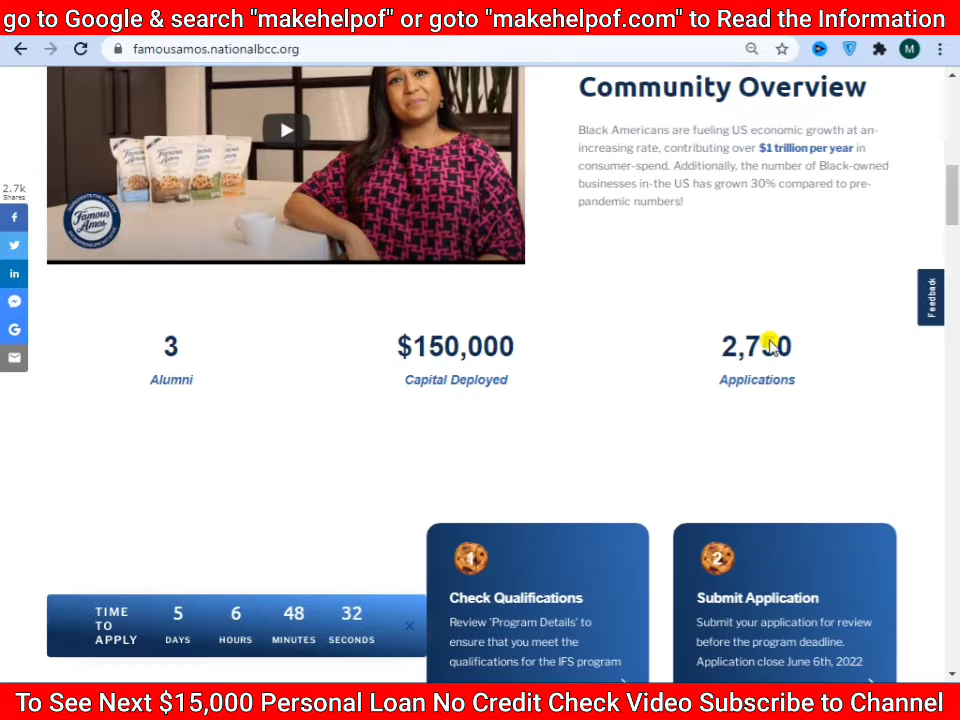 go to Google & search "makehelpof" or goto "makehelpof.com" to Read the Information
famousamos.nationalbcc.org
M
Community Overview
Black Americans are fueling US economic growth at an-
increasing rate, contributing over $1 trillion per year in
consumer-spend. Additionally, the number of Black-owned
businesses in-the US has grown 30% compared to pre-
pandemic numbers!
Famous
Amos
2.7k
Shares
Feedback
3
$150,000
Alumni
Capital Deployed
Applications
TIME
TO
APPLY
5
6
48
32
DAYS
HOURS
MINUTES
SECONDS
1
Check Qualifications
Review 'Program Details' to
ensure that you meet the
qualifications for the IFS program
2
Submit Application
Submit your application for review
before the program deadline.
Application close June 6th, 2022
To See Next $15,000 Personal Loan No Credit Check Video Subscribe to Channel